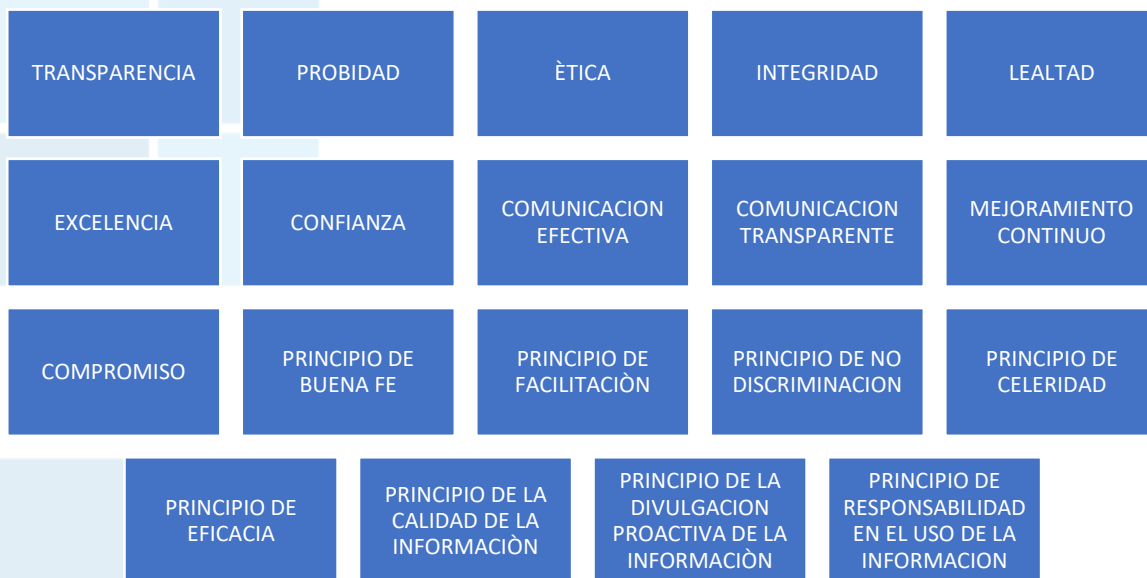 TRANSPARENCIA
PROBIDAD
ÈTICA
INTEGRIDAD
LEALTAD
EXCELENCIA
CONFIANZA
COMUNICACION
EFECTIVA
COMUNICACION
TRANSPARENTE
MEJORAMIENTO
CONTINUO
COMPROMISO
PRINCIPIO DE
BUENA FE
PRINCIPIO DE
FACILITACIÒN
PRINCIPIO DE NO
DISCRIMINACION
PRINCIPIO DE
CELERIDAD
PRINCIPIO DE
EFICACIA
PRINCIPIO DE LA
CALIDAD DE LA
INFORMACIÒN
PRINCIPIO DE LA
DIVULGACION
PROACTIVA DE LA
INFORMACIÒN
PRINCIPIO DE
RESPONSABILIDAD
EN EL USO DE LA
INFORMACION